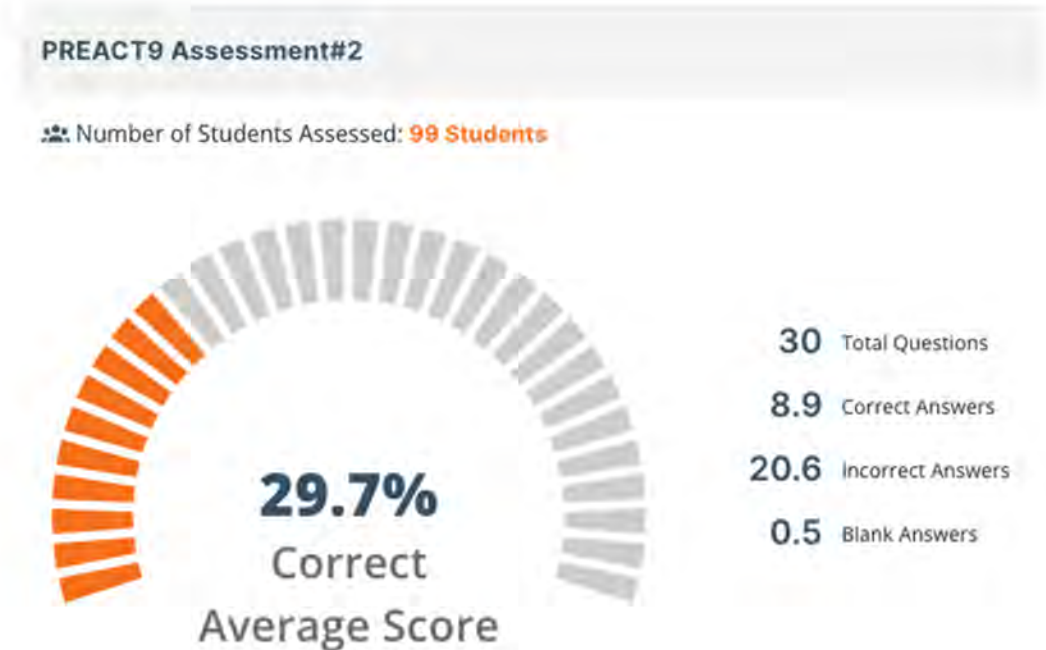 PREACT9 Assessment#2
Number of Students Assessed: 99 Students
29.7%
Correct
Average Score
30 Total Questions
8.9 Correct Answers
20.6 Incorrect Answers
0.5 Blank Answers